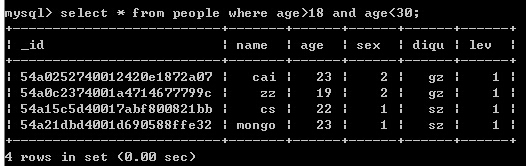 mysql> select * from people where age>18 and age<30;
+--------------------------+-------+------+------+------+------+
| _id | name | age | sex | diqu | lev |
+--------------------------+-------+------+------+------+------+
| 54a0252740012420e1872a07 | cai | 23 | 2 | gz | 1 |
| 54a0c2374001a4714677799c | zz | 19 | 2 | gz | 1 |
| 54a15c5d40017abf800821bb | cs | 22 | 1 | sz | 1 |
| 54a21dbd4001d690588ffe32 | mongo | 23 | 1 | sz | 1 |
+--------------------------+-------+------+------+------+------+
4 rows in set (0.00 sec)